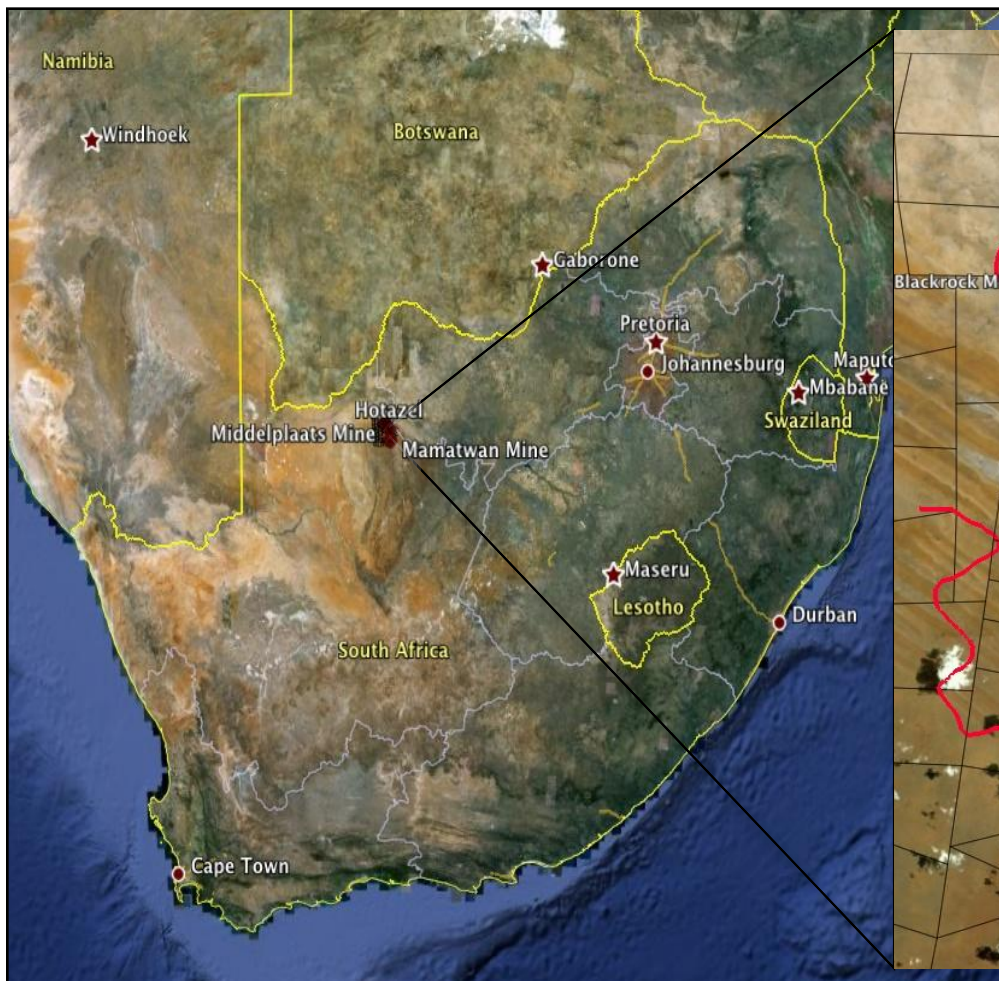 Namibia
Windhoek
Botswana
Gaborone
Blackrock M
Pretoria
Johannesburg
Maputo
Mbabane
Swaziland
Hotazel
Middelplaats Mine
Mamatwan Mine
Maseru
Lesotho
Durban
South Africa
Cape Town